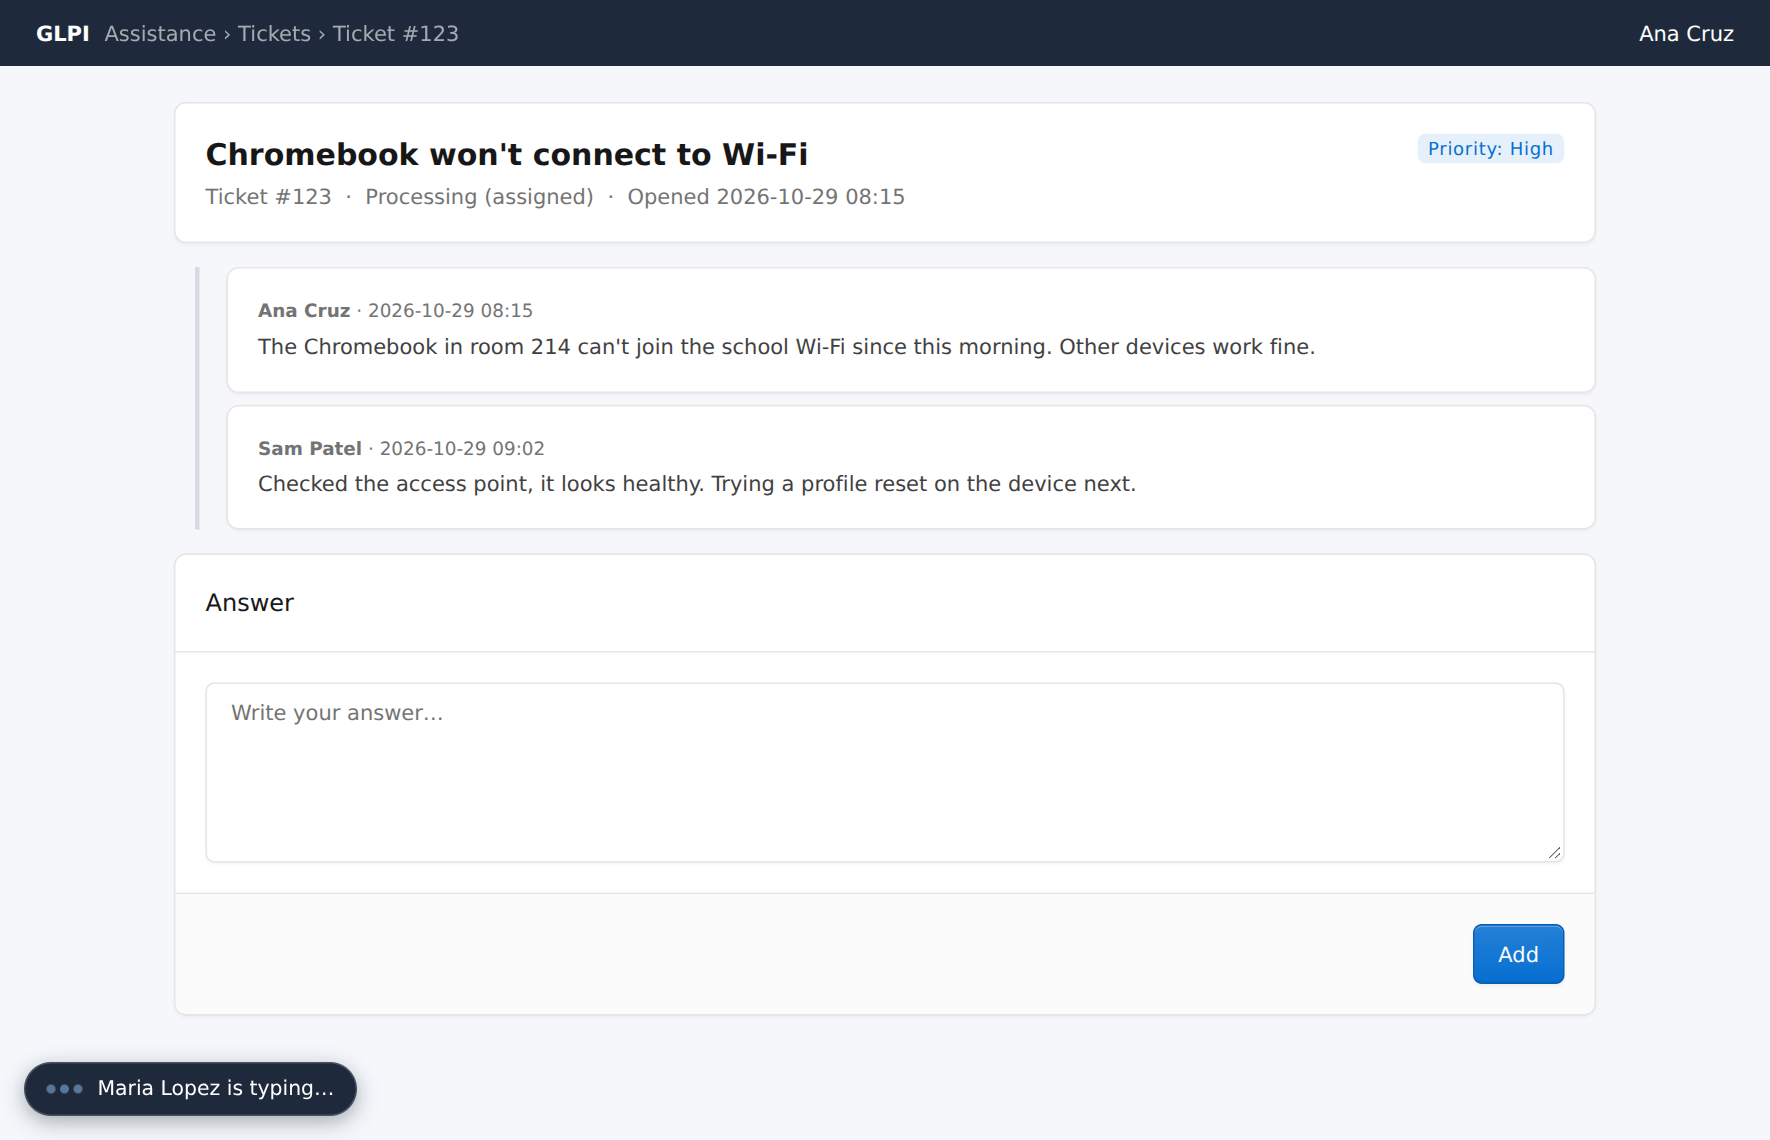 GLPI Assistance › Tickets › Ticket #123
Ana Cruz
Chromebook won't connect to Wi-Fi
Priority: High
Ticket #123 · Processing (assigned) · Opened 2026-10-29 08:15
Ana Cruz · 2026-10-29 08:15
The Chromebook in room 214 can't join the school Wi-Fi since this morning. Other devices work fine.
Sam Patel · 2026-10-29 09:02
Checked the access point, it looks healthy. Trying a profile reset on the device next.
Answer
Write your answer…
Add
Maria Lopez is typing…